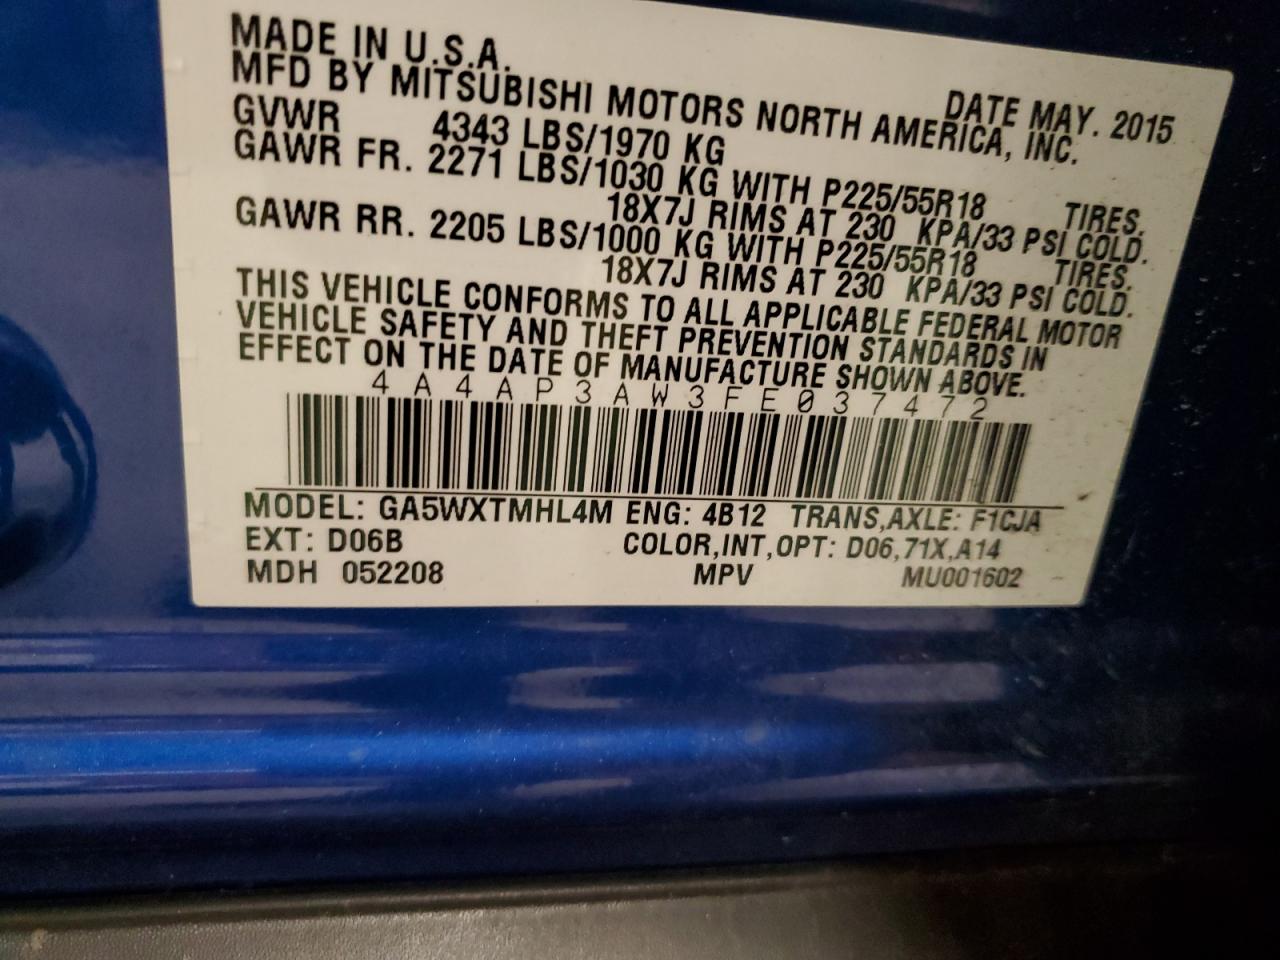 MADE IN U.S.A. DATE MAY. 2015
MFD BY MITSUBISHI MOTORS NORTH AMERICA, INC.
GVWR 4343 LBS/1970 KG
GAWR FR. 2271 LBS/1030 KG WITH P225/55R18 TIRES.
18X7J RIMS AT 230 KPA/33 PSI COLD.
GAWR RR. 2205 LBS/1000 KG WITH P225/55R18 TIRES.
18X7J RIMS AT 230 KPA/33 PSI COLD.
THIS VEHICLE CONFORMS TO ALL APPLICABLE FEDERAL MOTOR
VEHICLE SAFETY AND THEFT PREVENTION STANDARDS IN
EFFECT ON THE DATE OF MANUFACTURE SHOWN ABOVE.
4A4AP3AW3FE037472
MODEL: GA5WXTMHL4M ENG: 4B12 TRANS,AXLE: F1CJA
EXT: D06B COLOR,INT,OPT: D06,71X,A14
MDH 052208 MPV MU001602